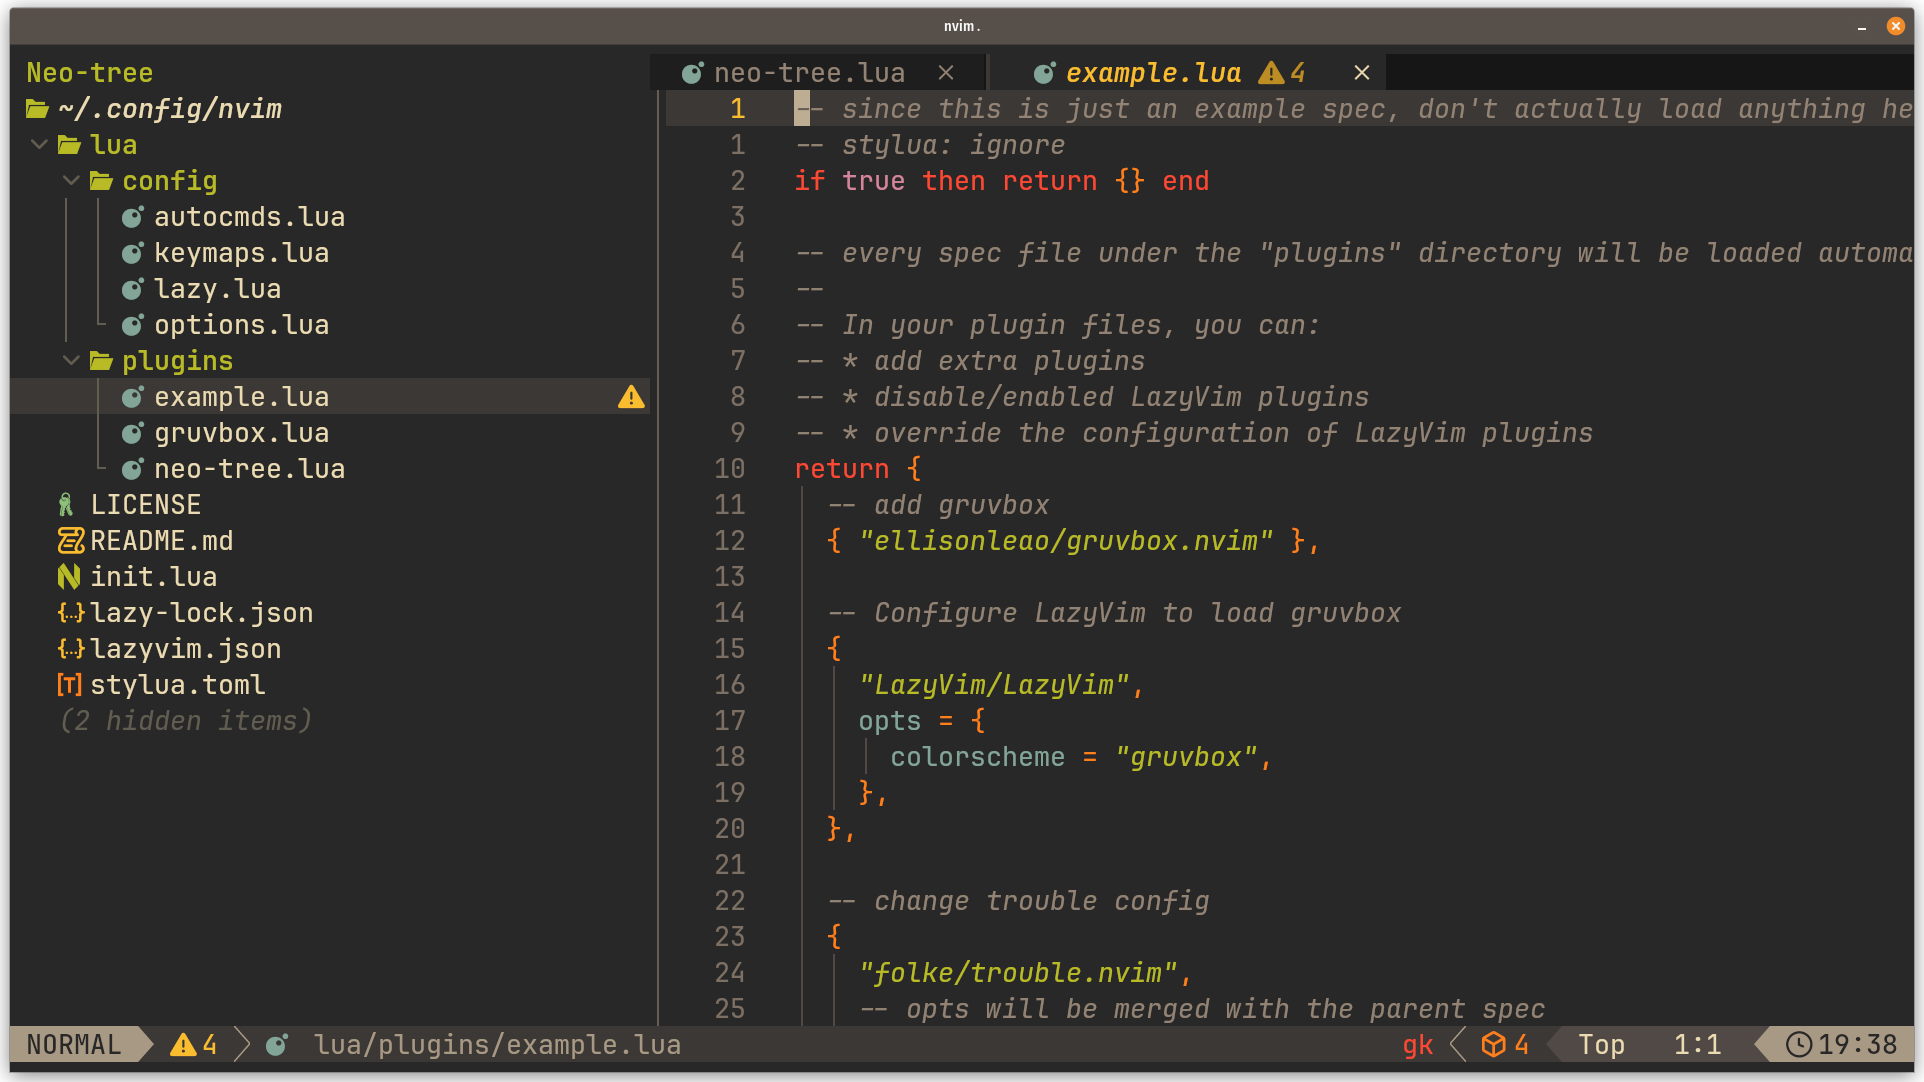 nvim .
Neo-tree
~/.config/nvim
lua
config
autocmds.lua
keymaps.lua
lazy.lua
options.lua
plugins
example.lua
gruvbox.lua
neo-tree.lua
LICENSE
README.md
init.lua
lazy-lock.json
lazyvim.json
stylua.toml
(2 hidden items)
neo-tree.lua example.lua 4
1 -- since this is just an example spec, don't actually load anything he
1 -- stylua: ignore
2 if true then return {} end
3
4 -- every spec file under the "plugins" directory will be loaded automa
5 --
6 -- In your plugin files, you can:
7 -- * add extra plugins
8 -- * disable/enabled LazyVim plugins
9 -- * override the configuration of LazyVim plugins
10 return {
11 -- add gruvbox
12 { "ellisonleao/gruvbox.nvim" },
13
14 -- Configure LazyVim to load gruvbox
15 {
16 "LazyVim/LazyVim",
17 opts = {
18 colorscheme = "gruvbox",
19 },
20 },
21
22 -- change trouble config
23 {
24 "folke/trouble.nvim",
25 -- opts will be merged with the parent spec
NORMAL 4 lua/plugins/example.lua gk 4 Top 1:1 19:38